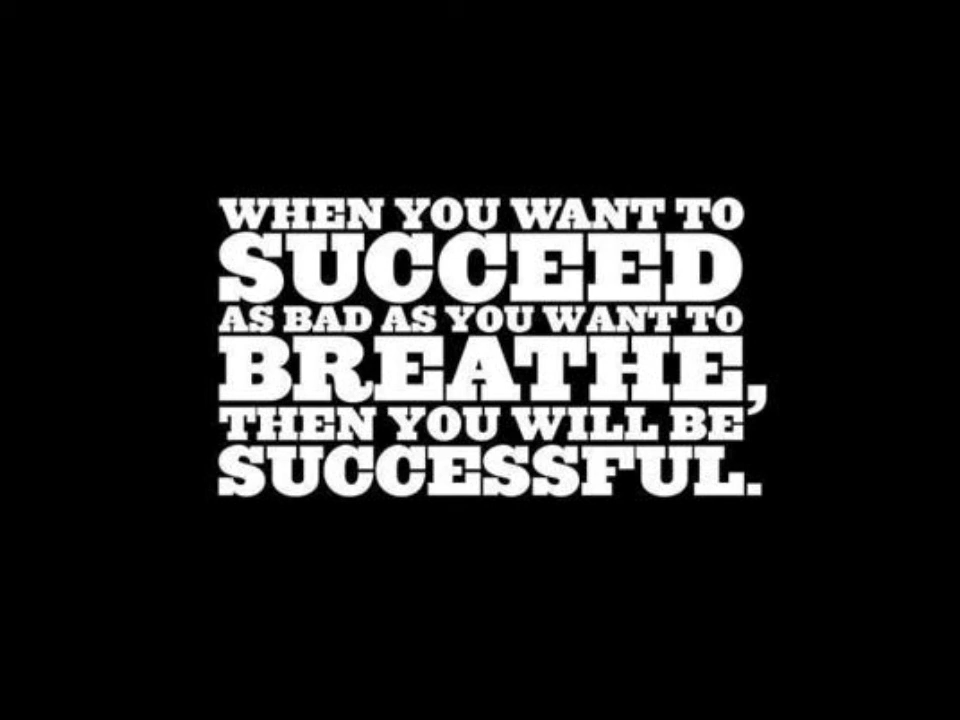 WHEN YOU WANT TO
SUCCEED
AS BAD AS YOU WANT TO
BREATHE,
THEN YOU WILL BE
SUCCESSFUL.